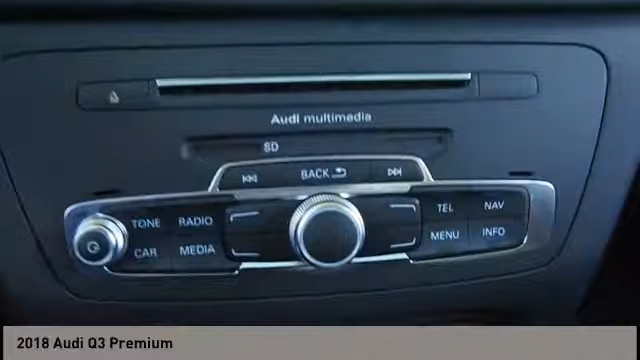 Audi multimedia
SD
BACK
TONE RADIO
CAR MEDIA
TEL NAV
MENU INFO
2018 Audi Q3 Premium